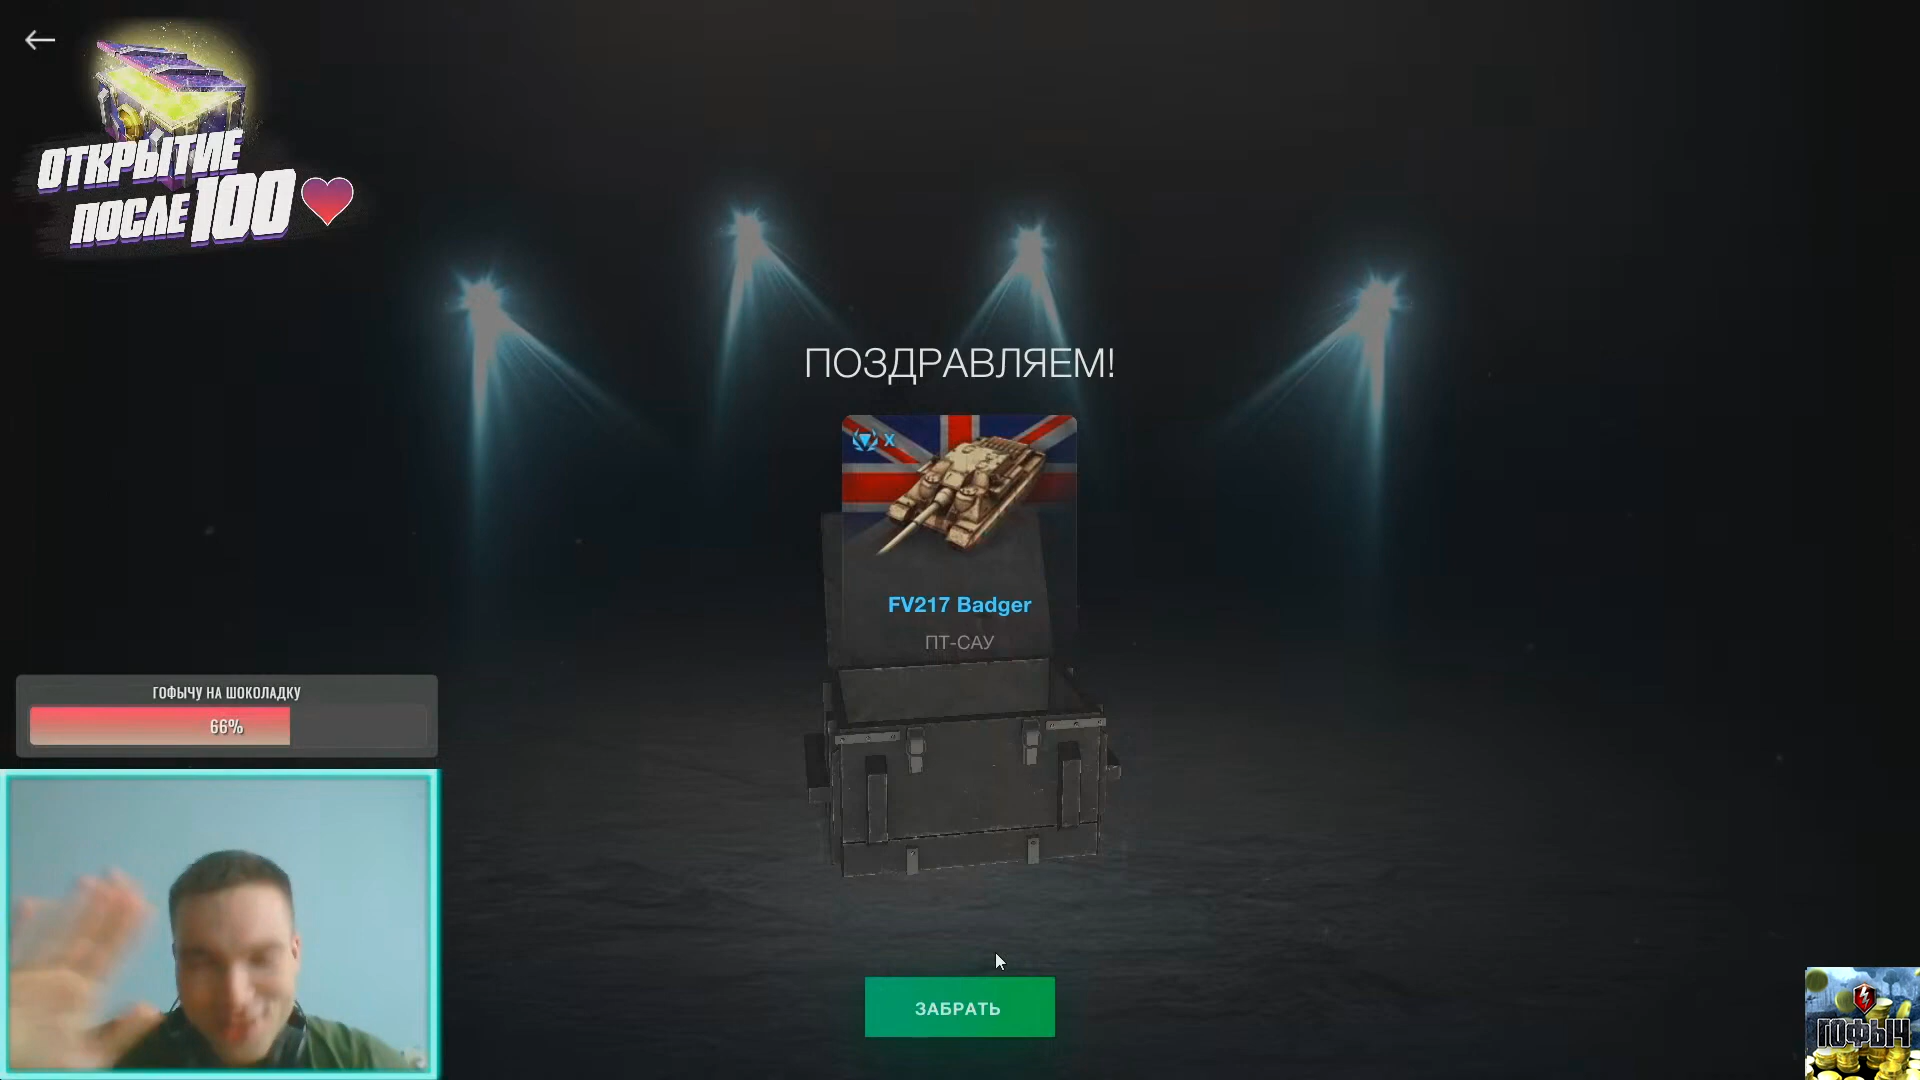 ОТКРЫТИЕ
ПОСЛЕ 100
ПОЗДРАВЛЯЕМ!
X
FV217 Badger
ПТ-САУ
ГОФЫЧУ НА ШОКОЛАДКУ
66%
ЗАБРАТЬ
ГОФЫЧ